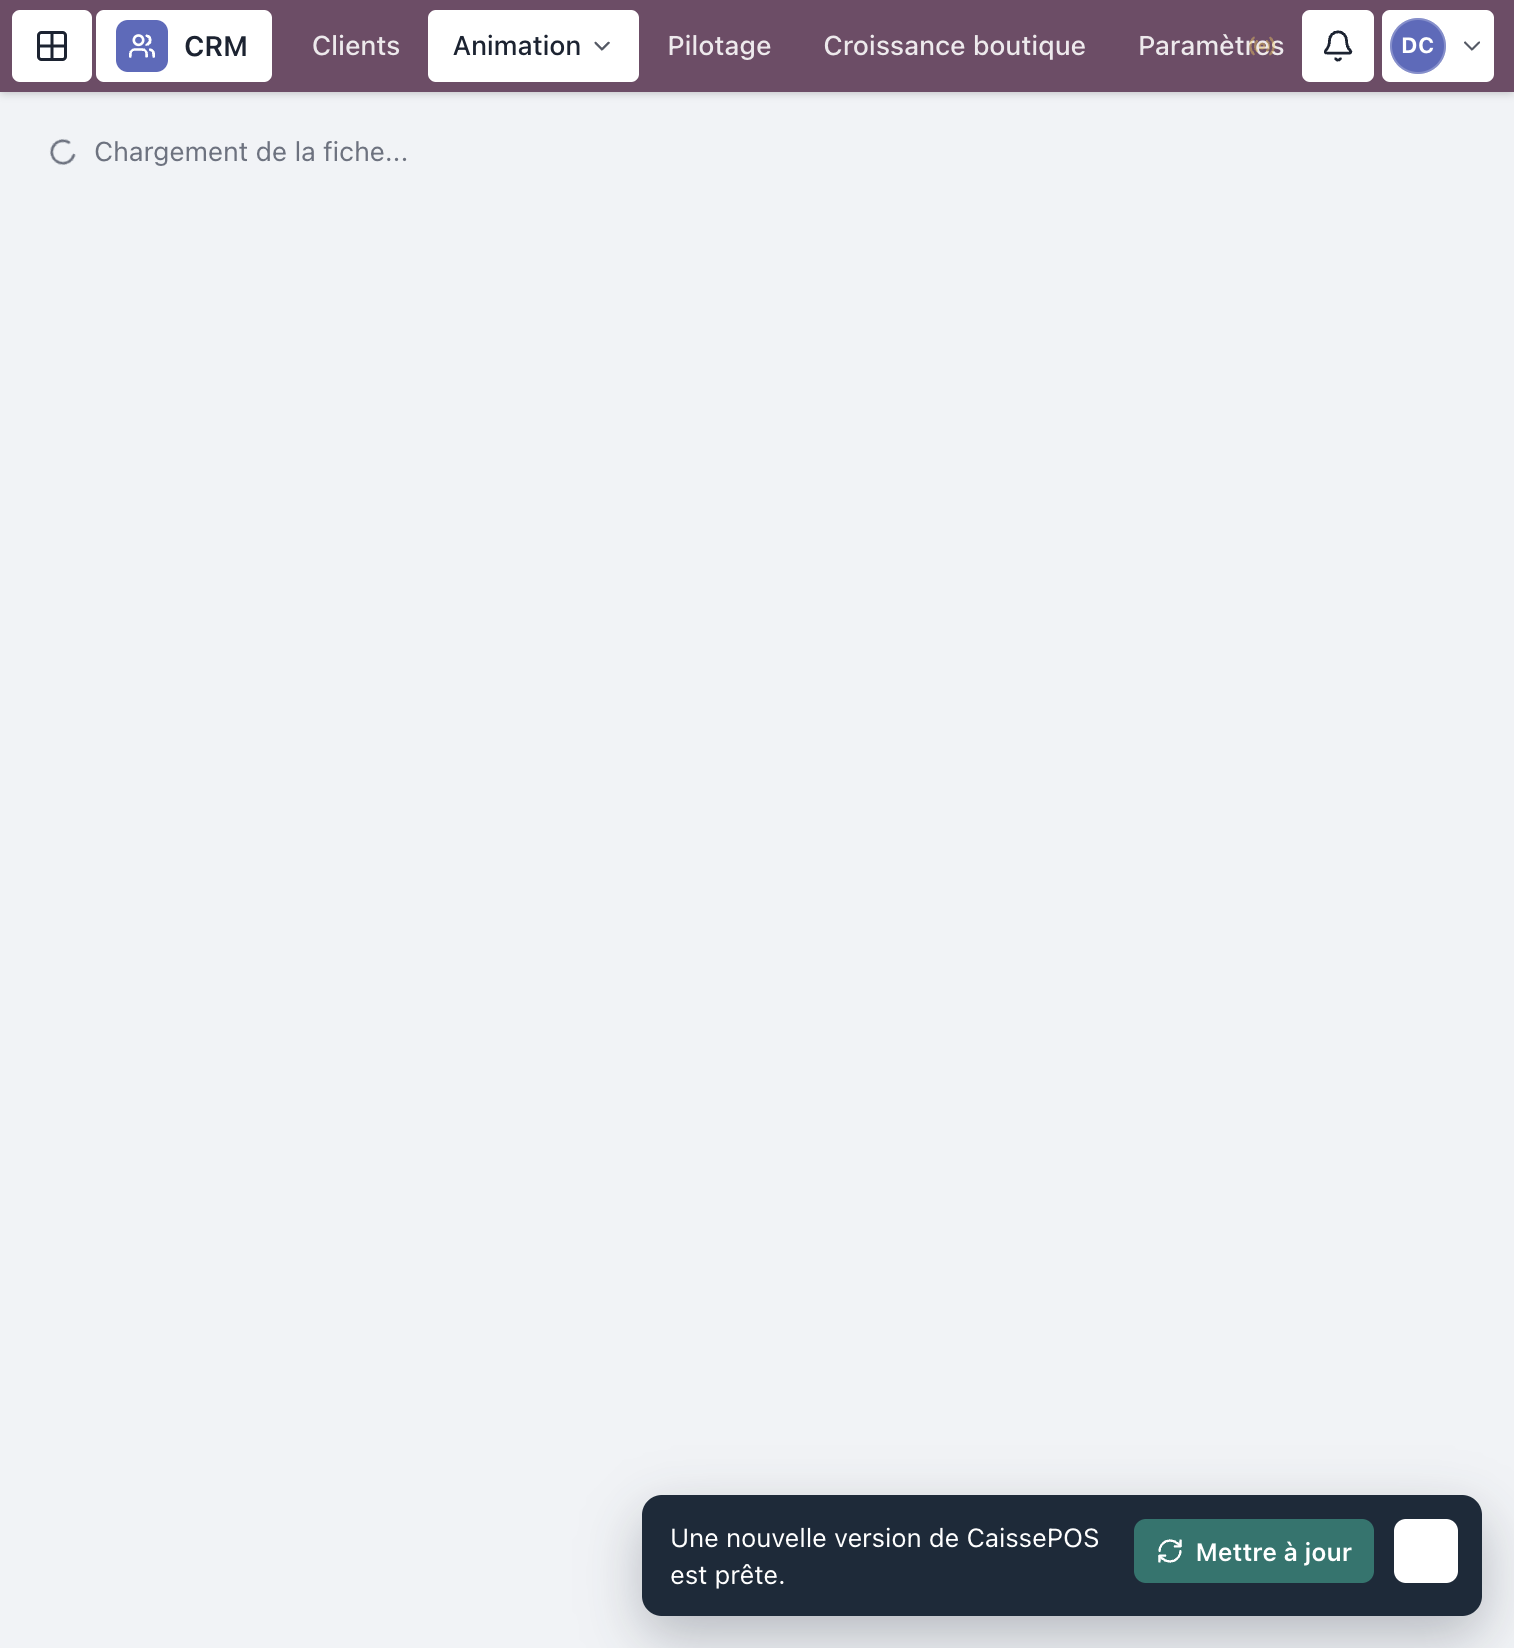 CRM Clients Animation Pilotage Croissance boutique Paramètres DC
Chargement de la fiche...
Une nouvelle version de CaissePOS
est prête.
Mettre à jour